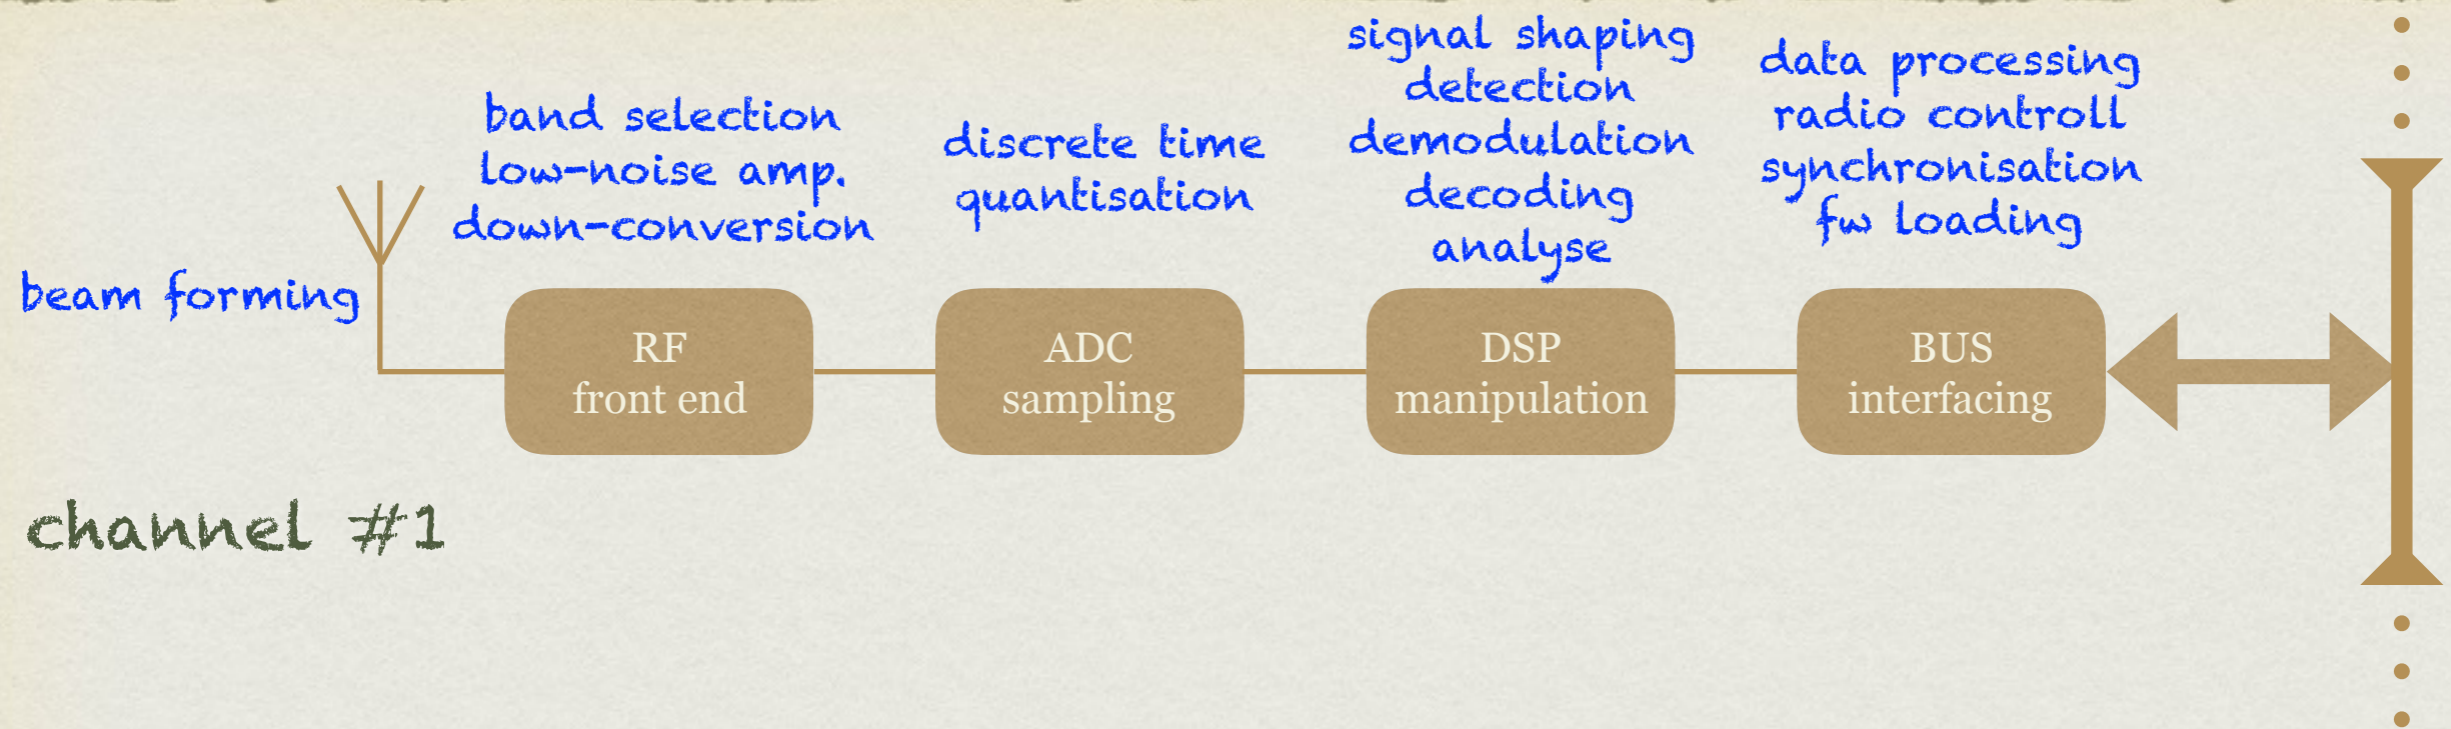 beam forming
band selection
low-noise amp.
down-conversion
RF
front end
discrete time
quantisation
ADC
sampling
signal shaping
detection
demodulation
decoding
analyse
DSP
manipulation
data processing
radio controll
synchronisation
fw loading
BUS
interfacing
channel #1